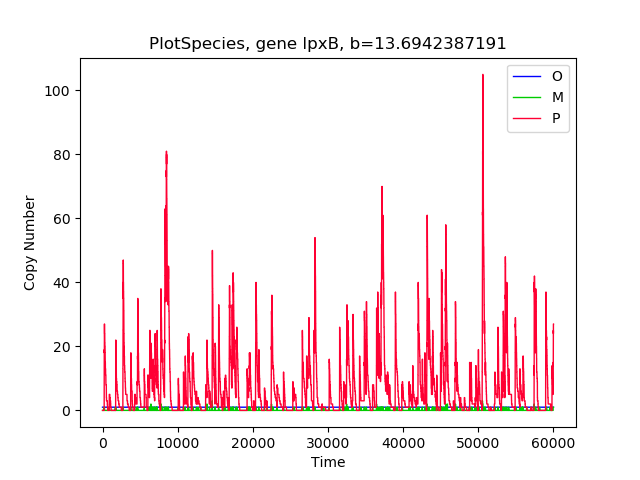 PlotSpecies, gene lpxB, b=13.6942387191
O
M
P
Copy Number
100
80
60
40
20
0
0 10000 20000 30000 40000 50000 60000
Time